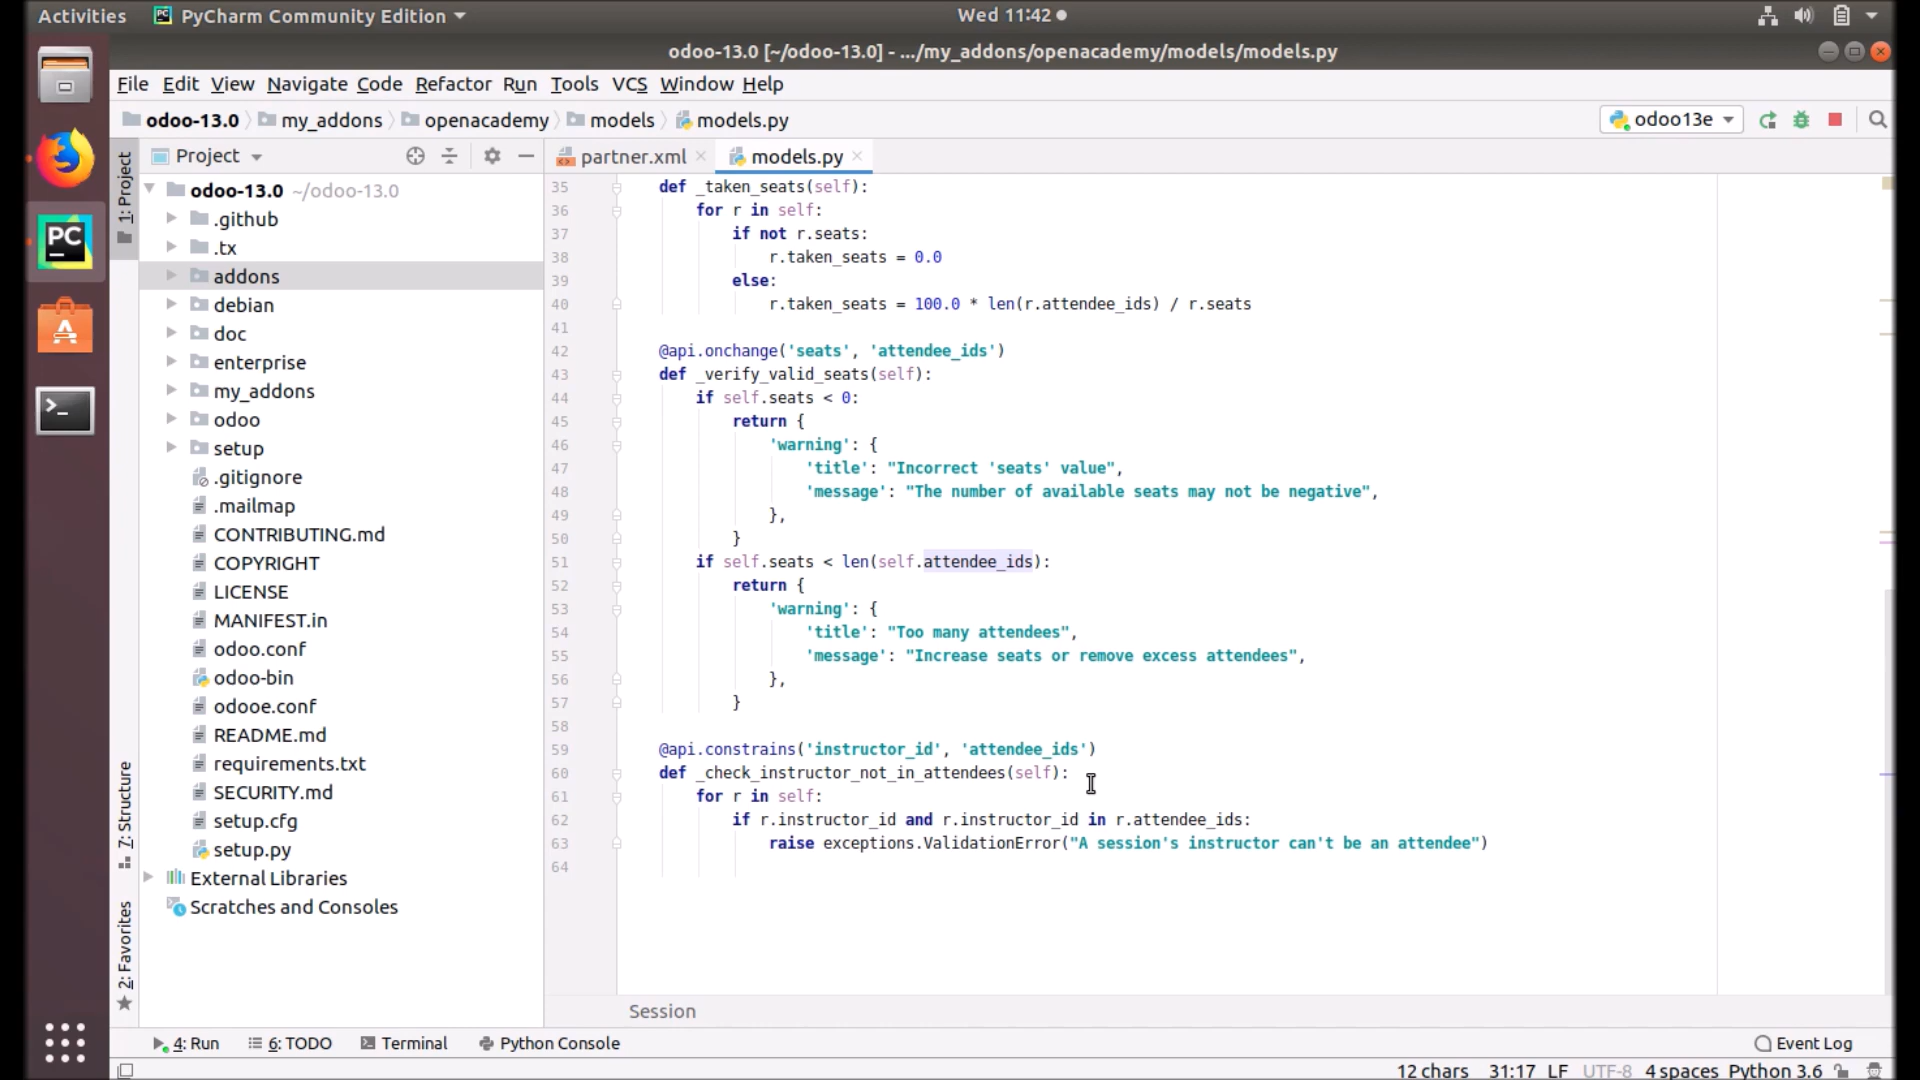 Activities PyCharm Community Edition Wed 11:42
odoo-13.0 [~/odoo-13.0] - .../my_addons/openacademy/models/models.py
File Edit View Navigate Code Refactor Run Tools VCS Window Help
odoo-13.0 my_addons openacademy models models.py odoo13e
Project partner.xml models.py
1: Project
7: Structure
2: Favorites
odoo-13.0 ~/odoo-13.0
.github
.tx
addons
debian
doc
enterprise
my_addons
odoo
setup
.gitignore
.mailmap
CONTRIBUTING.md
COPYRIGHT
LICENSE
MANIFEST.in
odoo.conf
odoo-bin
odooe.conf
README.md
requirements.txt
SECURITY.md
setup.cfg
setup.py
External Libraries
Scratches and Consoles
35 def _taken_seats(self):
36 for r in self:
37 if not r.seats:
38 r.taken_seats = 0.0
39 else:
40 r.taken_seats = 100.0 * len(r.attendee_ids) / r.seats
41
42 @api.onchange('seats', 'attendee_ids')
43 def _verify_valid_seats(self):
44 if self.seats < 0:
45 return {
46 'warning': {
47 'title': "Incorrect 'seats' value",
48 'message': "The number of available seats may not be negative",
49 },
50 }
51 if self.seats < len(self.attendee_ids):
52 return {
53 'warning': {
54 'title': "Too many attendees",
55 'message': "Increase seats or remove excess attendees",
56 },
57 }
58
59 @api.constrains('instructor_id', 'attendee_ids')
60 def _check_instructor_not_in_attendees(self):
61 for r in self:
62 if r.instructor_id and r.instructor_id in r.attendee_ids:
63 raise exceptions.ValidationError("A session's instructor can't be an attendee")
64
Session
4: Run 6: TODO Terminal Python Console Event Log
12 chars 31:17 LF UTF-8 4 spaces Python 3.6